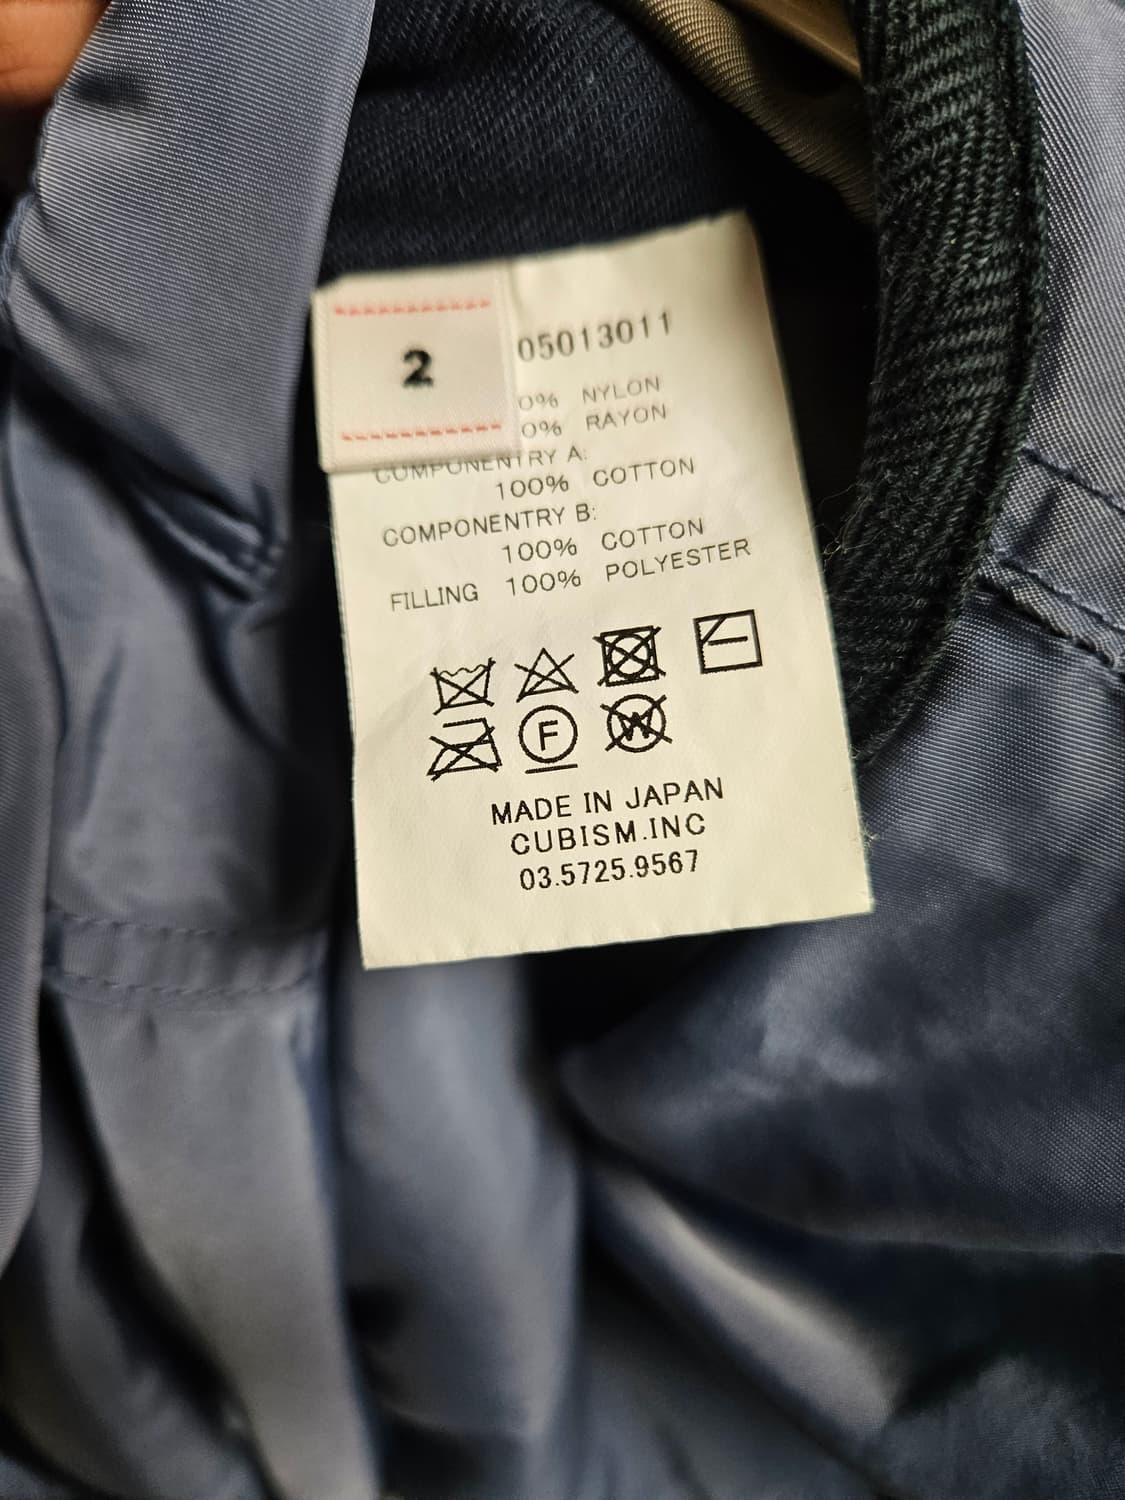 2
05013011
0% NYLON
0% RAYON
COMPONENTRY A:
100% COTTON
COMPONENTRY B:
100% COTTON
FILLING 100% POLYESTER
F W
MADE IN JAPAN
CUBISM.INC
03.5725.9567